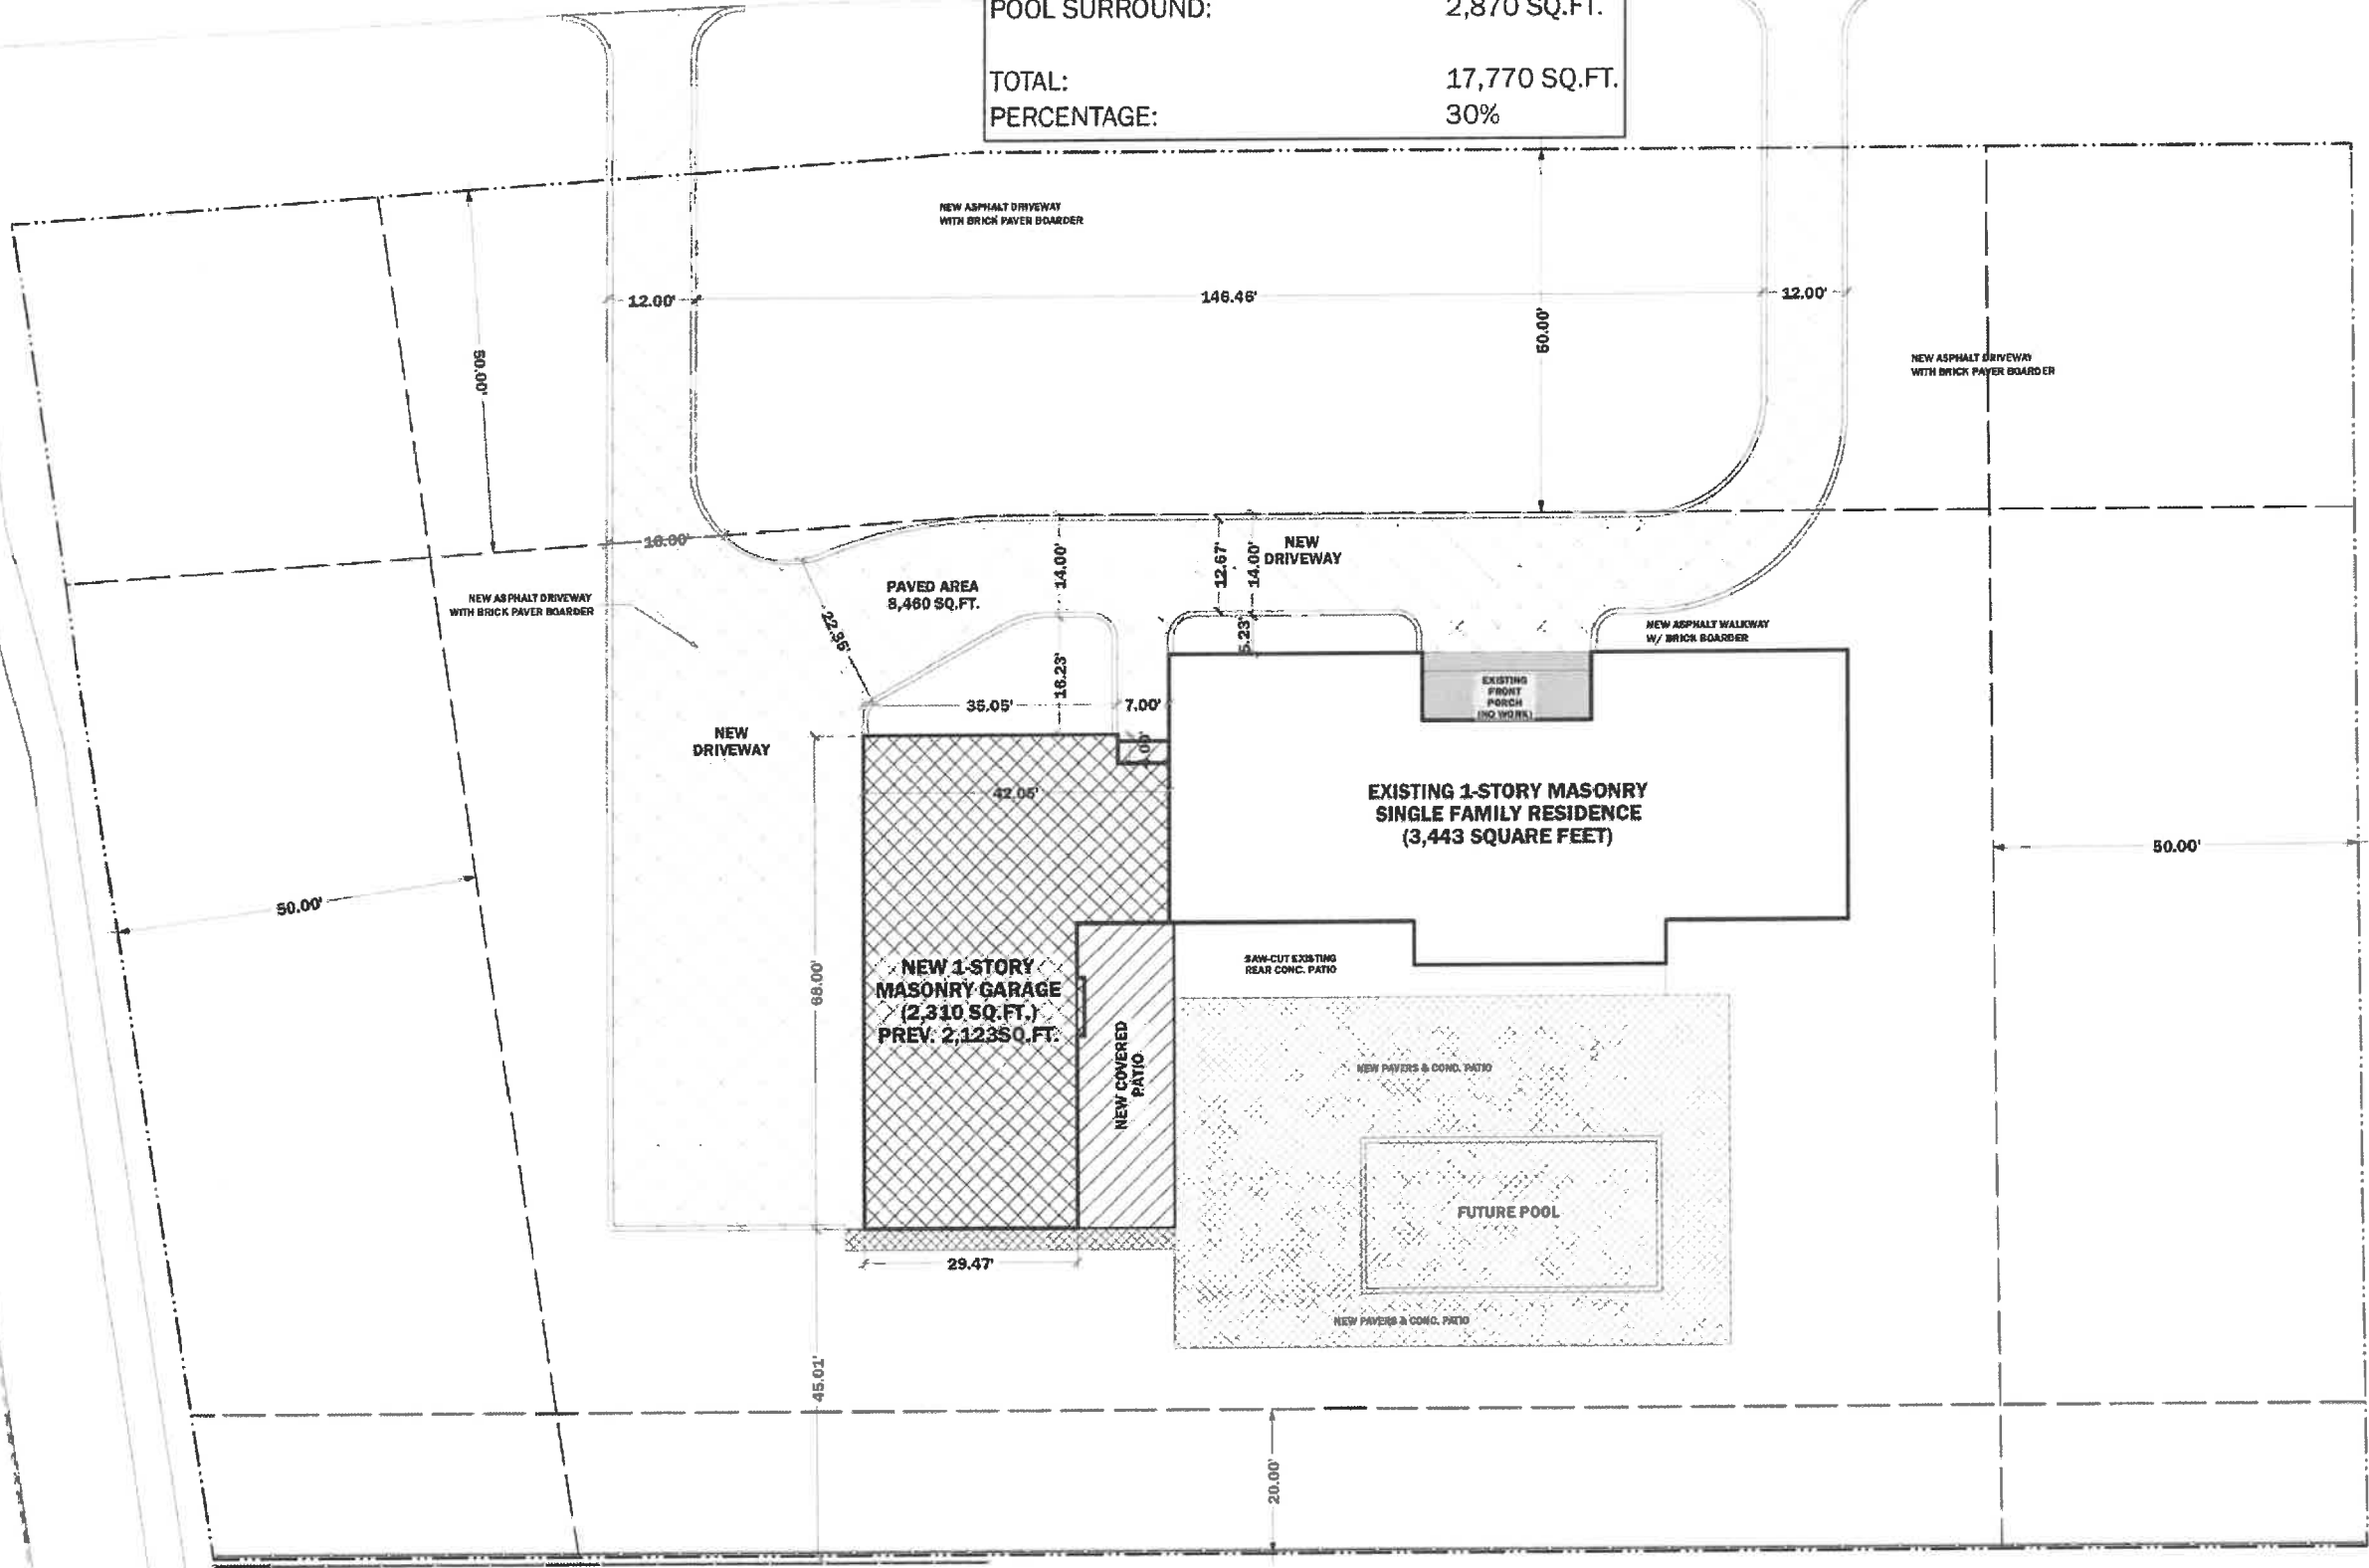 POOL SURROUND: 2,870 SQ.FT.
TOTAL: 17,770 SQ.FT.
PERCENTAGE: 30%
NEW ASPHALT DRIVEWAY
WITH BRICK PAVER BOARDER
12.00'
146.46'
12.00'
50.00'
60.00'
NEW ASPHALT DRIVEWAY
WITH BRICK PAVER BOARDER
16.00'
NEW
DRIVEWAY
14.00'
12.67'
14.00'
PAVED AREA
8,460 SQ.FT.
NEW ASPHALT DRIVEWAY
WITH BRICK PAVER BOARDER
22.36'
5.23'
NEW ASPHALT WALKWAY
W/ BRICK BOARDER
16.23'
EXISTING
FRONT
PORCH
(NO WORK)
35.05'
7.00'
NEW
DRIVEWAY
42.05'
EXISTING 1-STORY MASONRY
SINGLE FAMILY RESIDENCE
(3,443 SQUARE FEET)
50.00'
50.00'
68.00'
NEW 1-STORY
MASONRY GARAGE
(2,310 SQ.FT.)
PREV. 2,123SQ.FT.
SAW-CUT EXISTING
REAR CONC. PATIO
NEW COVERED
PATIO
NEW PAVERS & CONC. PATIO
FUTURE POOL
29.47'
NEW PAVERS & CONC. PATIO
45.01'
20.00'